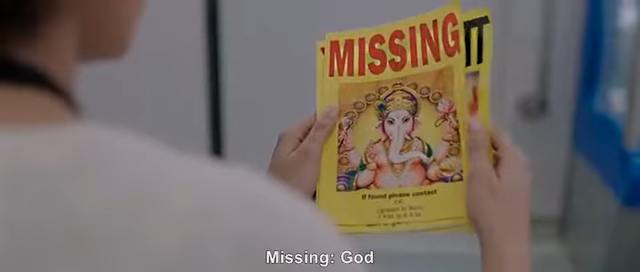 MISSING
IT
If found please contact
P.K.
Missing: God